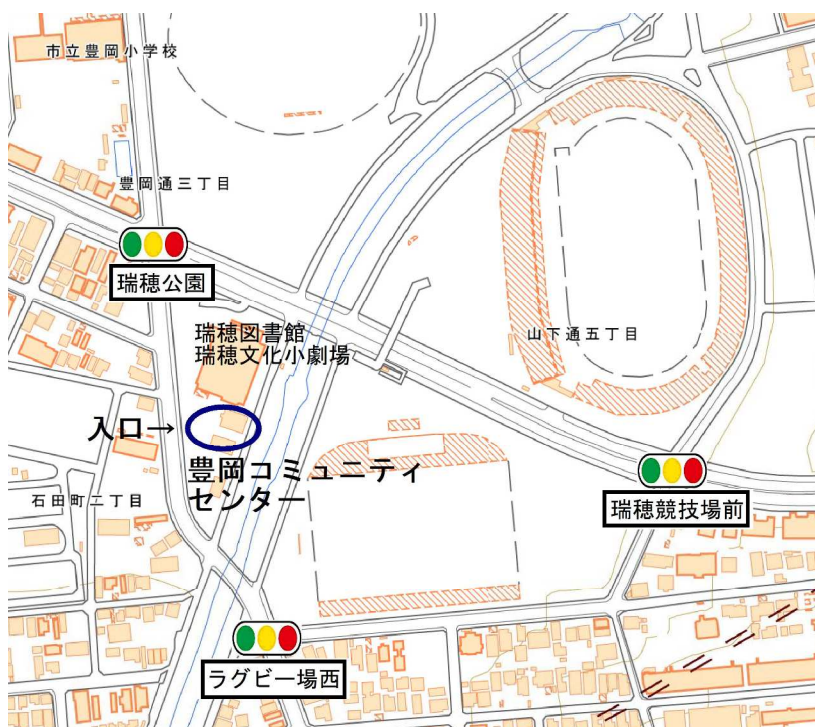 市立豊岡小学校
豊岡通三丁目
瑞穂公園
瑞穂図書館
瑞穂文化小劇場
山下通五丁目
入口→
豊岡コミュニティ
センター
石田町二丁目
瑞穂競技場前
ラグビー場西